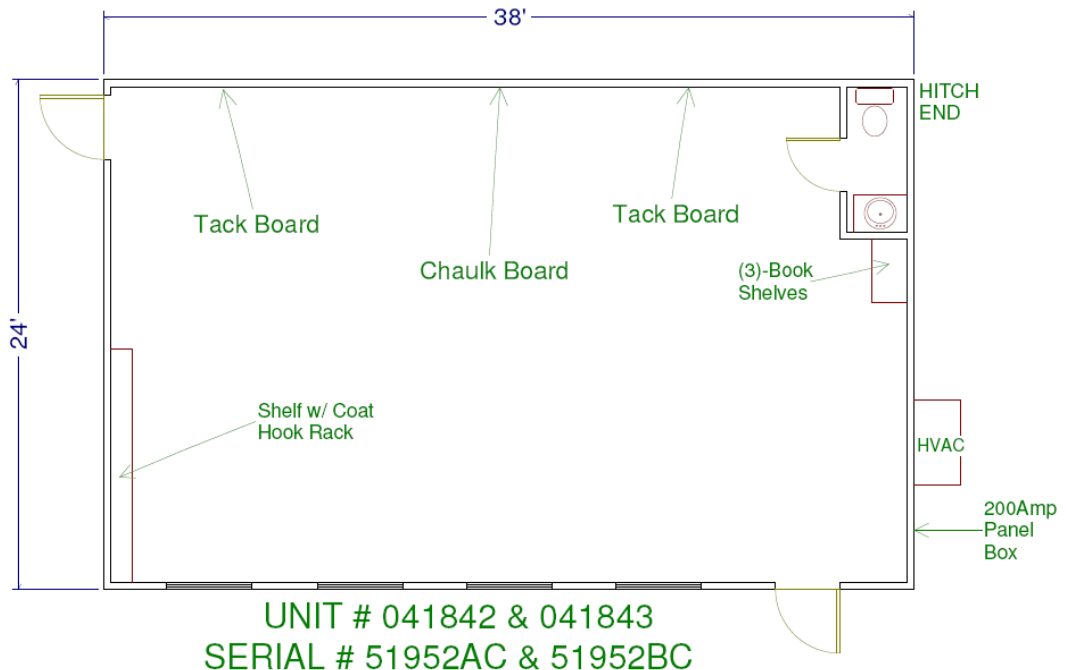 38'
HITCH
END
Tack Board
Tack Board
Chaulk Board
(3)-Book
Shelves
24'
Shelf w/ Coat
Hook Rack
HVAC
200Amp
Panel
Box
UNIT # 041842 & 041843
SERIAL # 51952AC & 51952BC